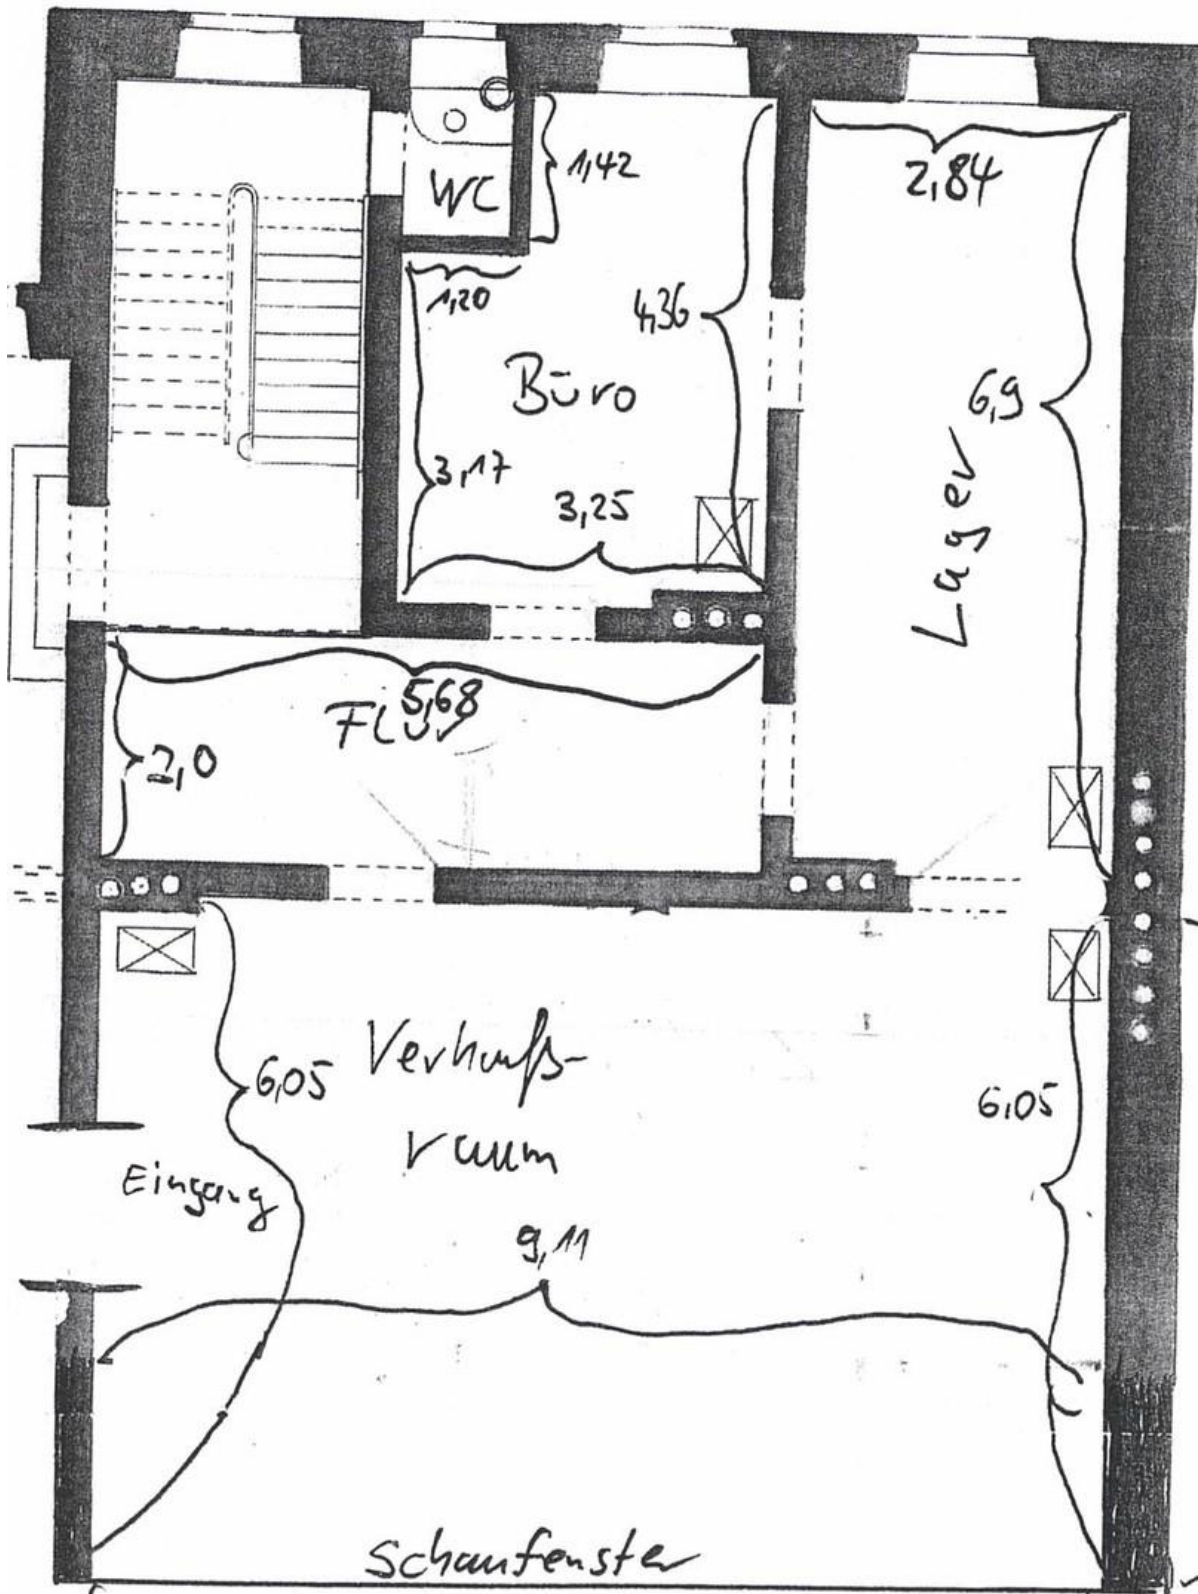 1,42
WC
2,84
1,20
4,36
Büro
6,9
3,17
3,25
Lager
5,68
Flur
2,0
Verkaufs-
raum
6,05
6,05
Eingang
9,11
Schaufenster